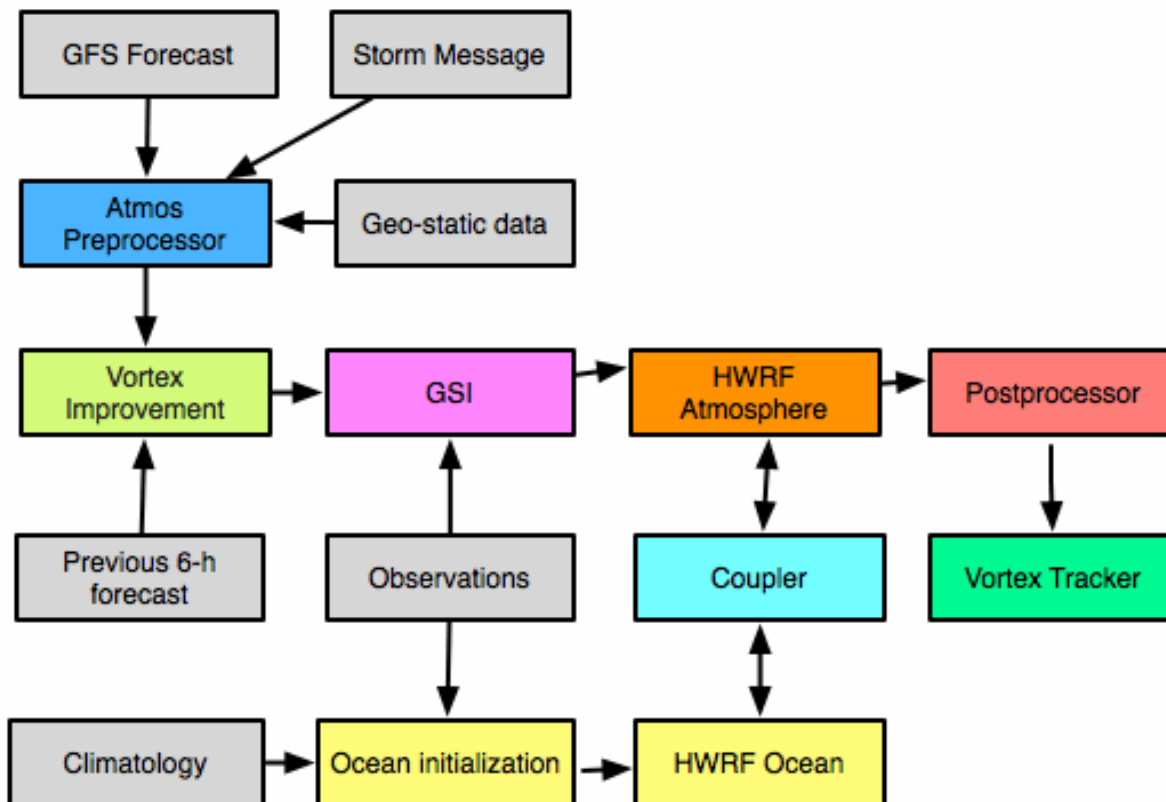 GFS Forecast
Storm Message
Atmos
Preprocessor
Geo-static data
Vortex
Improvement
GSI
HWRF
Atmosphere
Postprocessor
Previous 6-h
forecast
Observations
Coupler
Vortex Tracker
Climatology
Ocean initialization
HWRF Ocean